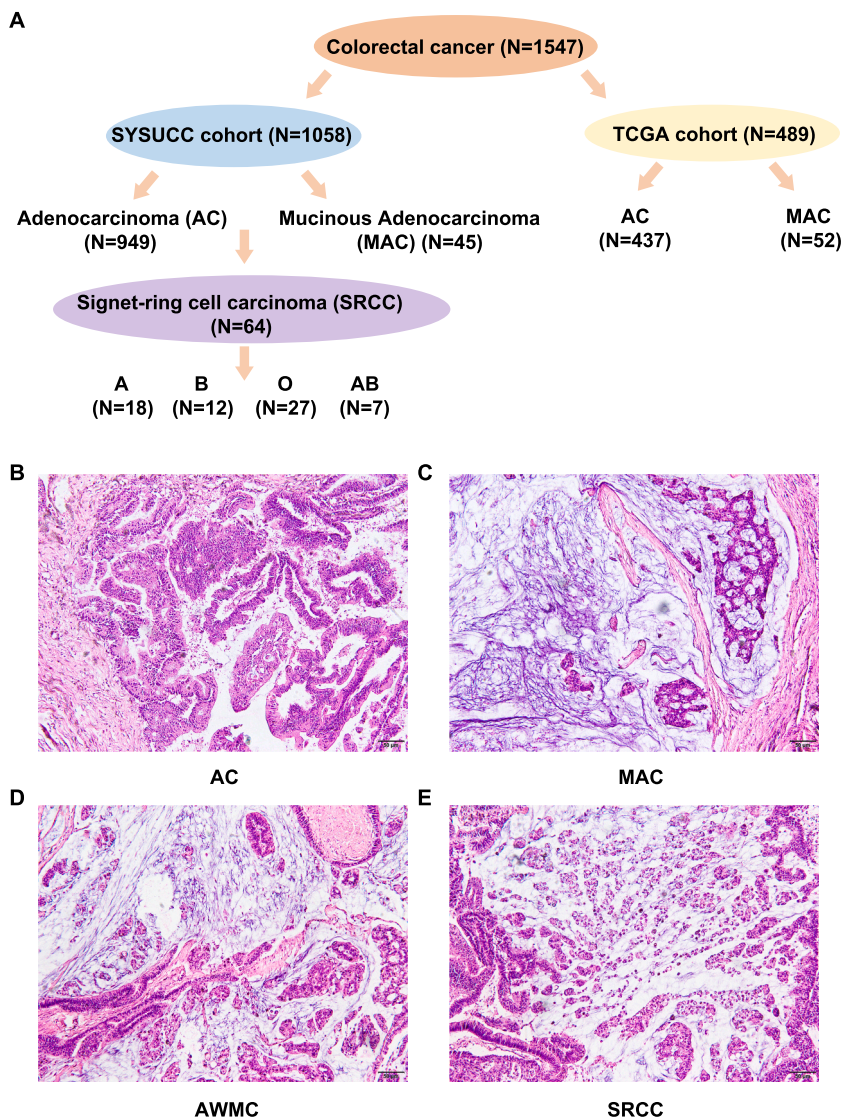 A
Colorectal cancer (N=1547)
SYSUCC cohort (N=1058)
TCGA cohort (N=489)
Adenocarcinoma (AC)
(N=949)
Mucinous Adenocarcinoma
(MAC) (N=45)
AC
(N=437)
MAC
(N=52)
Signet-ring cell carcinoma (SRCC)
(N=64)
A
(N=18)
B
(N=12)
O
(N=27)
AB
(N=7)
B
C
AC
MAC
D
E
AWMC
SRCC